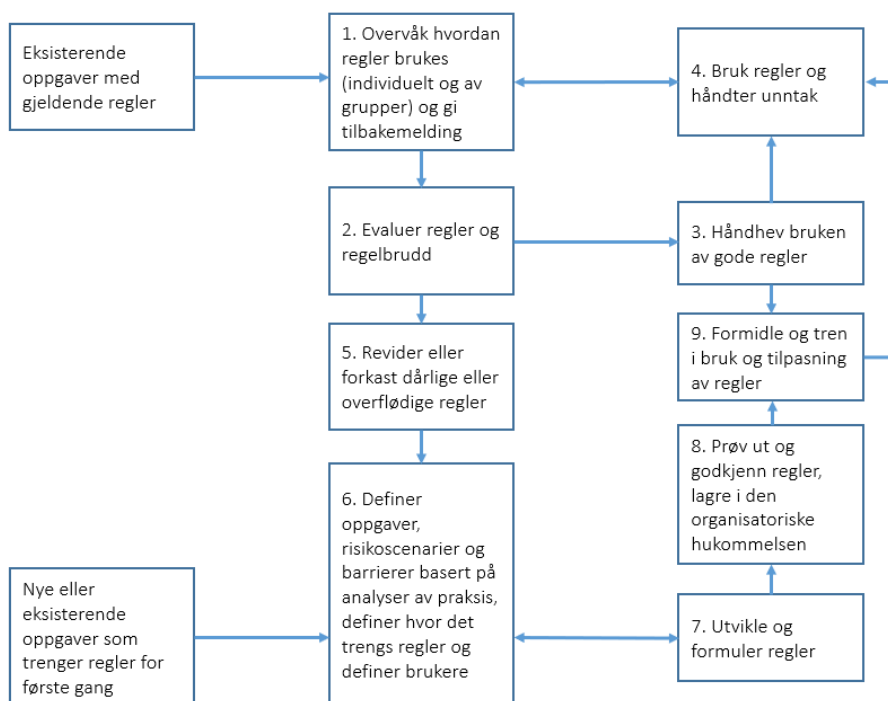 Eksisterende
oppgaver med
gjeldende regler
1. Overvåk hvordan
regler brukes
(individuelt og av
grupper) og gi
tilbakemelding
4. Bruk regler og
håndter unntak
2. Evaluer regler og
regelbrudd
3. Håndhev bruken
av gode regler
5. Revider eller
forkast dårlige eller
overflødige regler
9. Formidle og tren
i bruk og tilpasning
av regler
6. Definer
oppgaver,
risikoscenarier og
barrierer basert på
analyser av praksis,
definer hvor det
trengs regler og
definer brukere
8. Prøv ut og
godkjenn regler,
lagre i den
organisatoriske
hukommelsen
Nye eller
eksisterende
oppgaver som
trenger regler for
første gang
7. Utvikle og
formuler regler